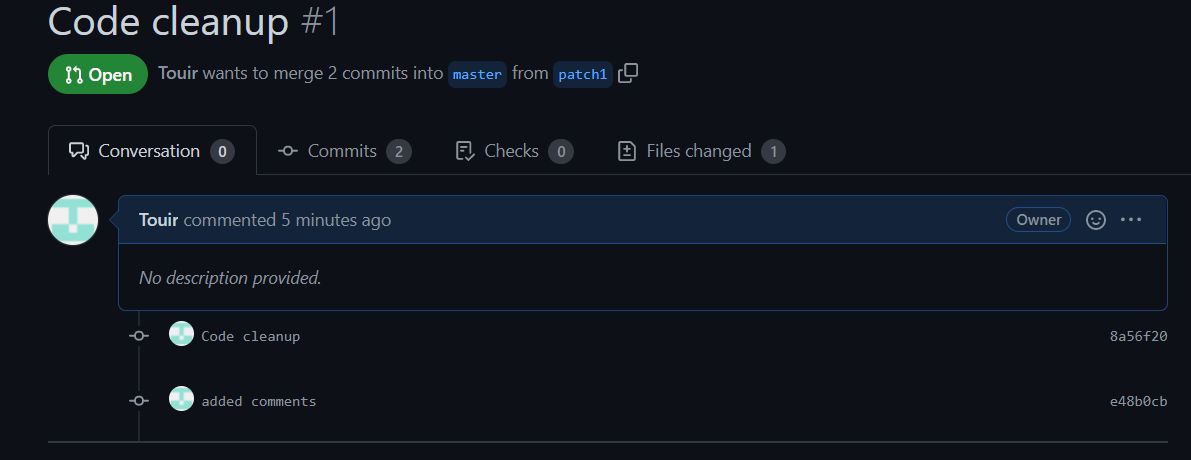 Code cleanup #1
Open Touir wants to merge 2 commits into master from patch1
Conversation 0 Commits 2 Checks 0 Files changed 1
Touir commented 5 minutes ago Owner
No description provided.
Code cleanup 8a56f20
added comments e48b0cb